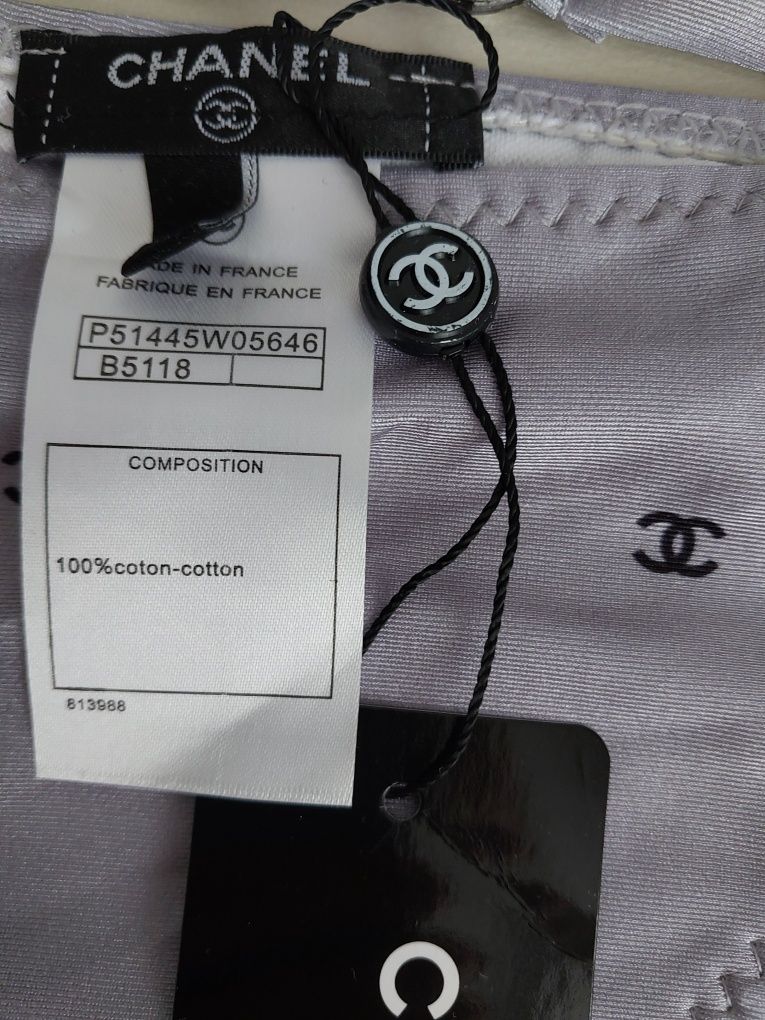 CHANEL
ADE IN FRANCE
FABRIQUE EN FRANCE
P51445W05646
B5118
COMPOSITION
100%coton-cotton
813988
C